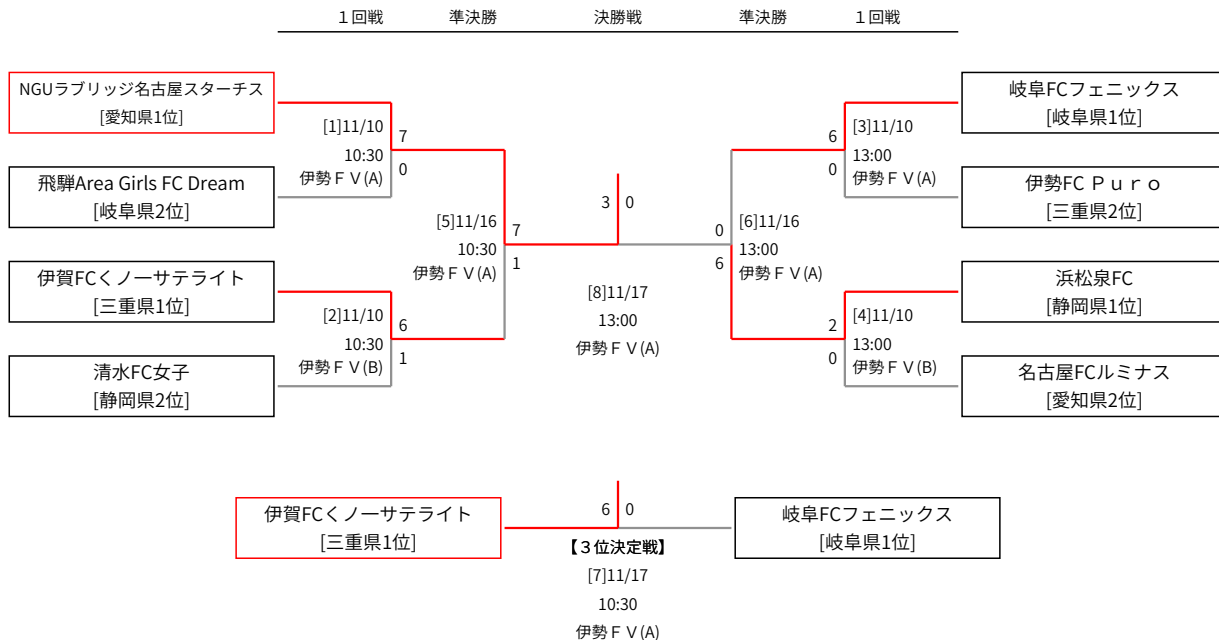 １回戦
準決勝
決勝戦
準決勝
１回戦
NGUラブリッジ名古屋スターチス
[愛知県1位]
飛騨Area Girls FC Dream
[岐阜県2位]
伊賀FCくノ一サテライト
[三重県1位]
清水FC女子
[静岡県2位]
[1]11/10
10:30
伊勢ＦＶ(A)
7
0
[2]11/10
10:30
伊勢ＦＶ(B)
6
1
[5]11/16
10:30
伊勢ＦＶ(A)
7
1
3
0
[8]11/17
13:00
伊勢ＦＶ(A)
0
6
[6]11/16
13:00
伊勢ＦＶ(A)
6
0
[3]11/10
13:00
伊勢ＦＶ(A)
2
0
[4]11/10
13:00
伊勢ＦＶ(B)
岐阜FCフェニックス
[岐阜県1位]
伊勢FC Ｐｕｒｏ
[三重県2位]
浜松泉FC
[静岡県1位]
名古屋FCルミナス
[愛知県2位]
伊賀FCくノ一サテライト
[三重県1位]
6
0
【３位決定戦】
[7]11/17
10:30
伊勢ＦＶ(A)
岐阜FCフェニックス
[岐阜県1位]